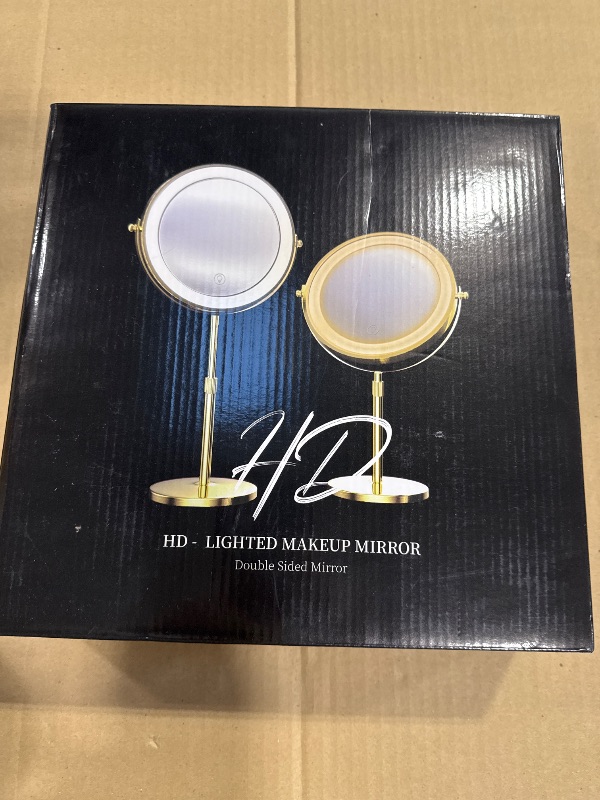 HD
HD - LIGHTED MAKEUP MIRROR
Double Sided Mirror